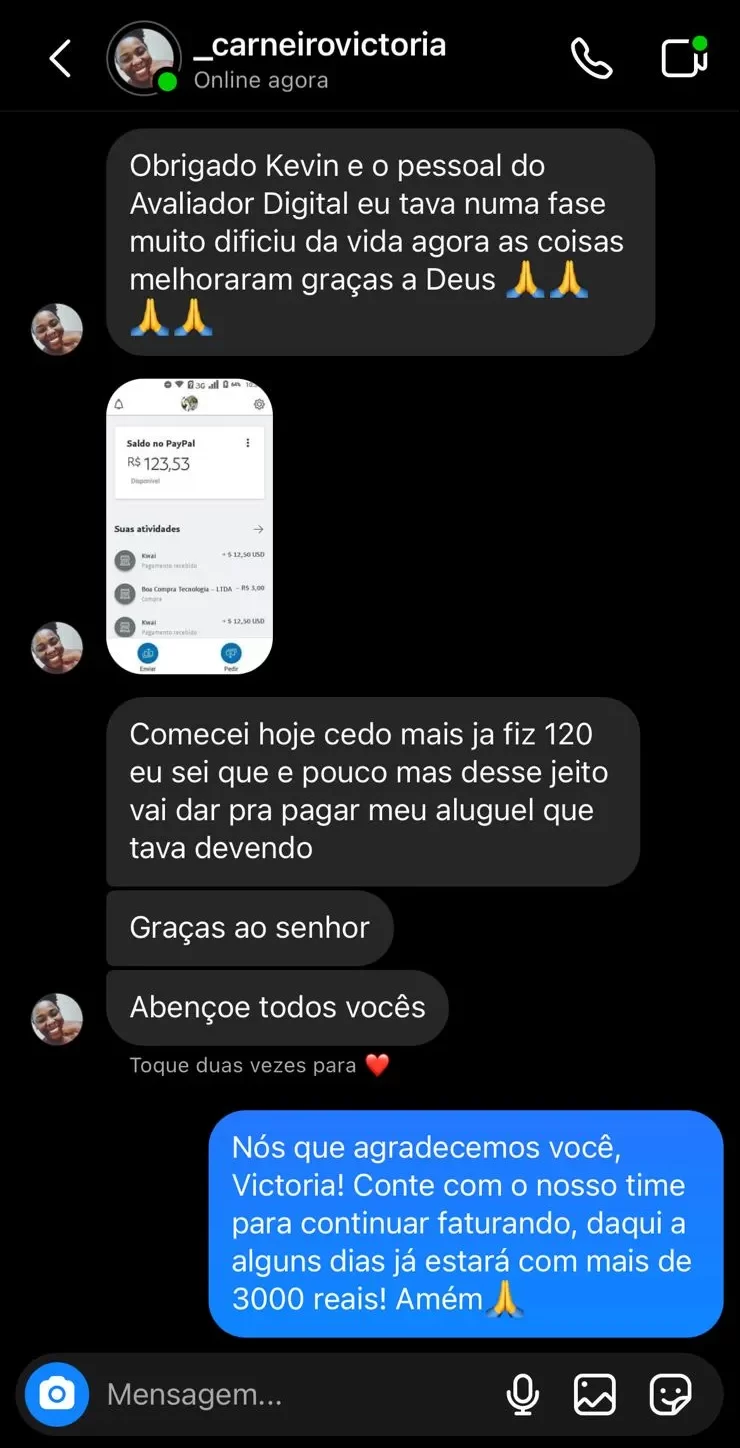 _carneirovictoria
Online agora
Obrigado Kevin e o pessoal do
Avaliador Digital eu tava numa fase
muito dificiu da vida agora as coisas
melhoraram graças a Deus 🙏🙏
🙏🙏
3G 64%
Saldo no PayPal
R$ 123,53
Disponível
Suas atividades
Kwai + $ 12,50 USD
Pagamento recebido
Boa Compra Tecnologia - LTDA - R$ 3,00
Compra
Kwai + $ 12,50 USD
Pagamento recebido
Enviar Pedir
Comecei hoje cedo mais ja fiz 120
eu sei que e pouco mas desse jeito
vai dar pra pagar meu aluguel que
tava devendo
Graças ao senhor
Abençoe todos vocês
Toque duas vezes para ❤️
Nós que agradecemos você,
Victoria! Conte com o nosso time
para continuar faturando, daqui a
alguns dias já estará com mais de
3000 reais! Amém🙏
Mensagem...